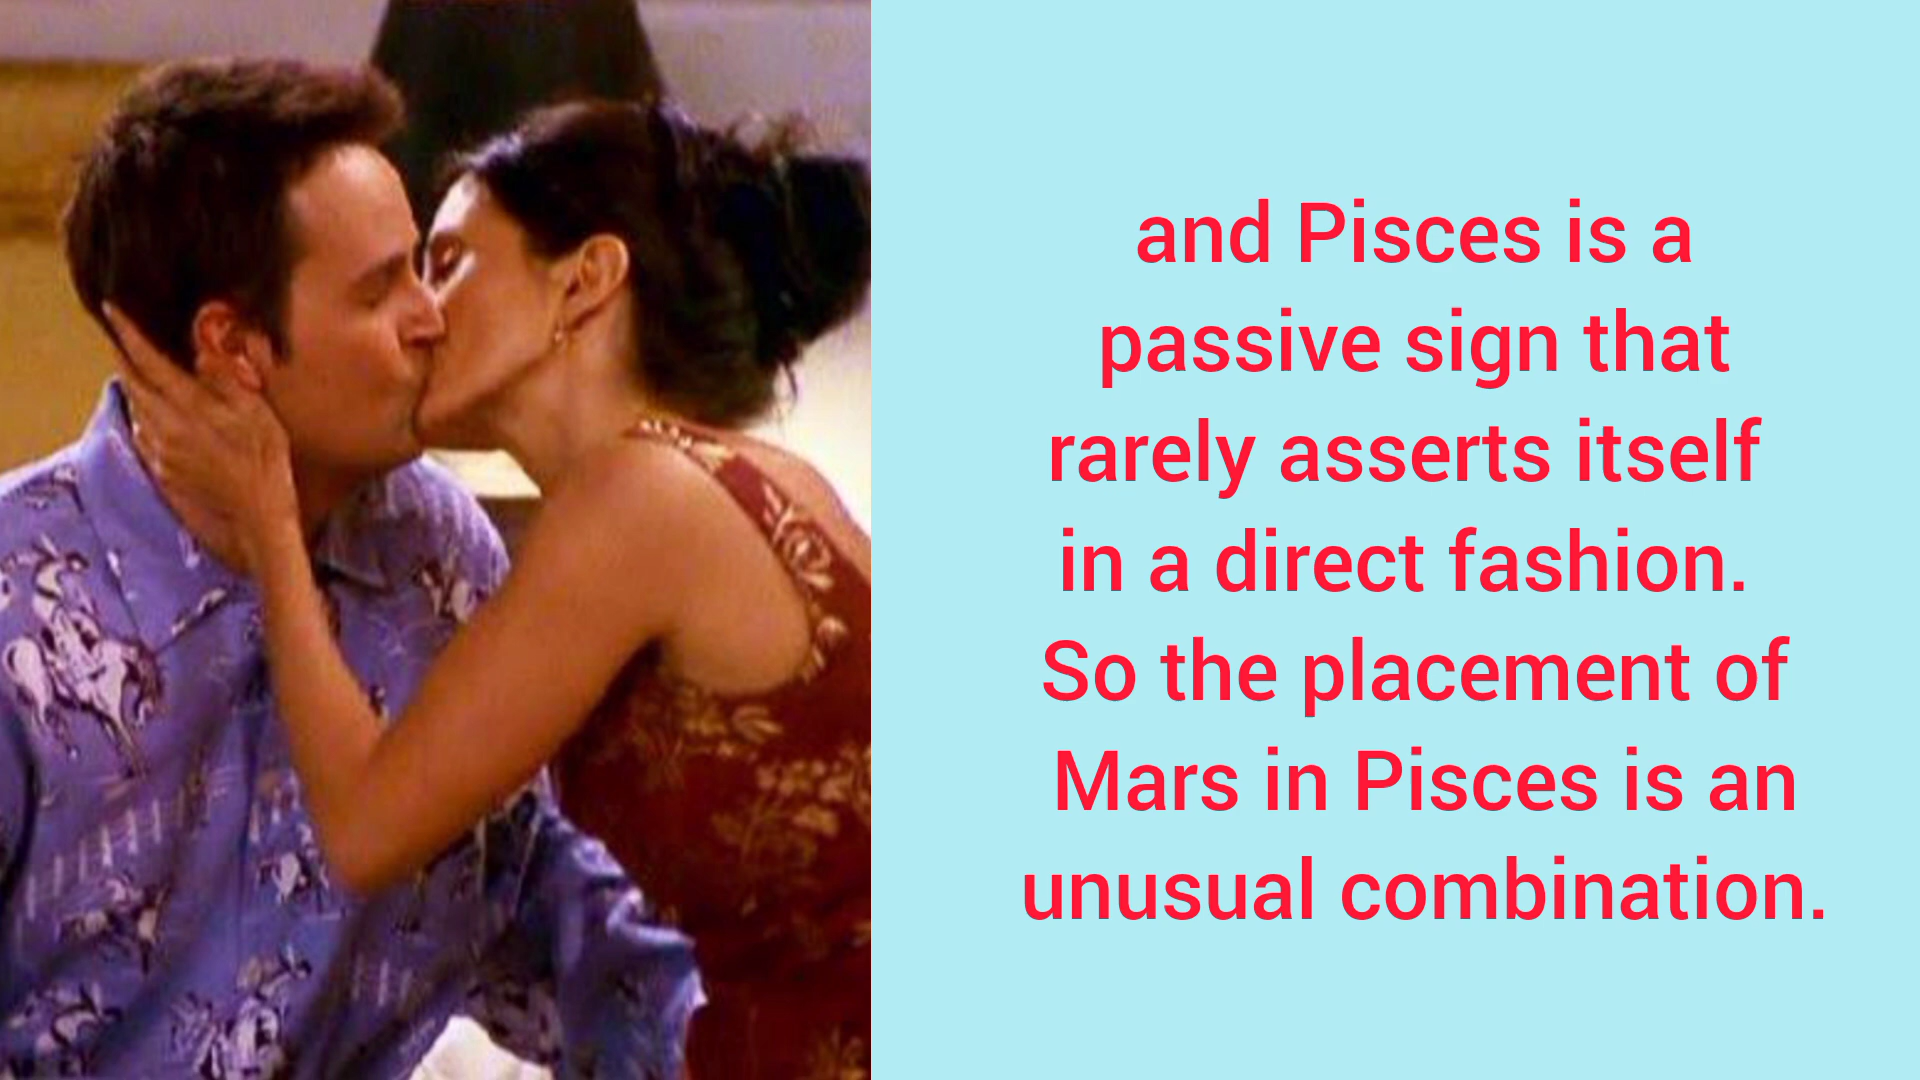 and Pisces is a
passive sign that
rarely asserts itself
in a direct fashion.
So the placement of
Mars in Pisces is an
unusual combination.